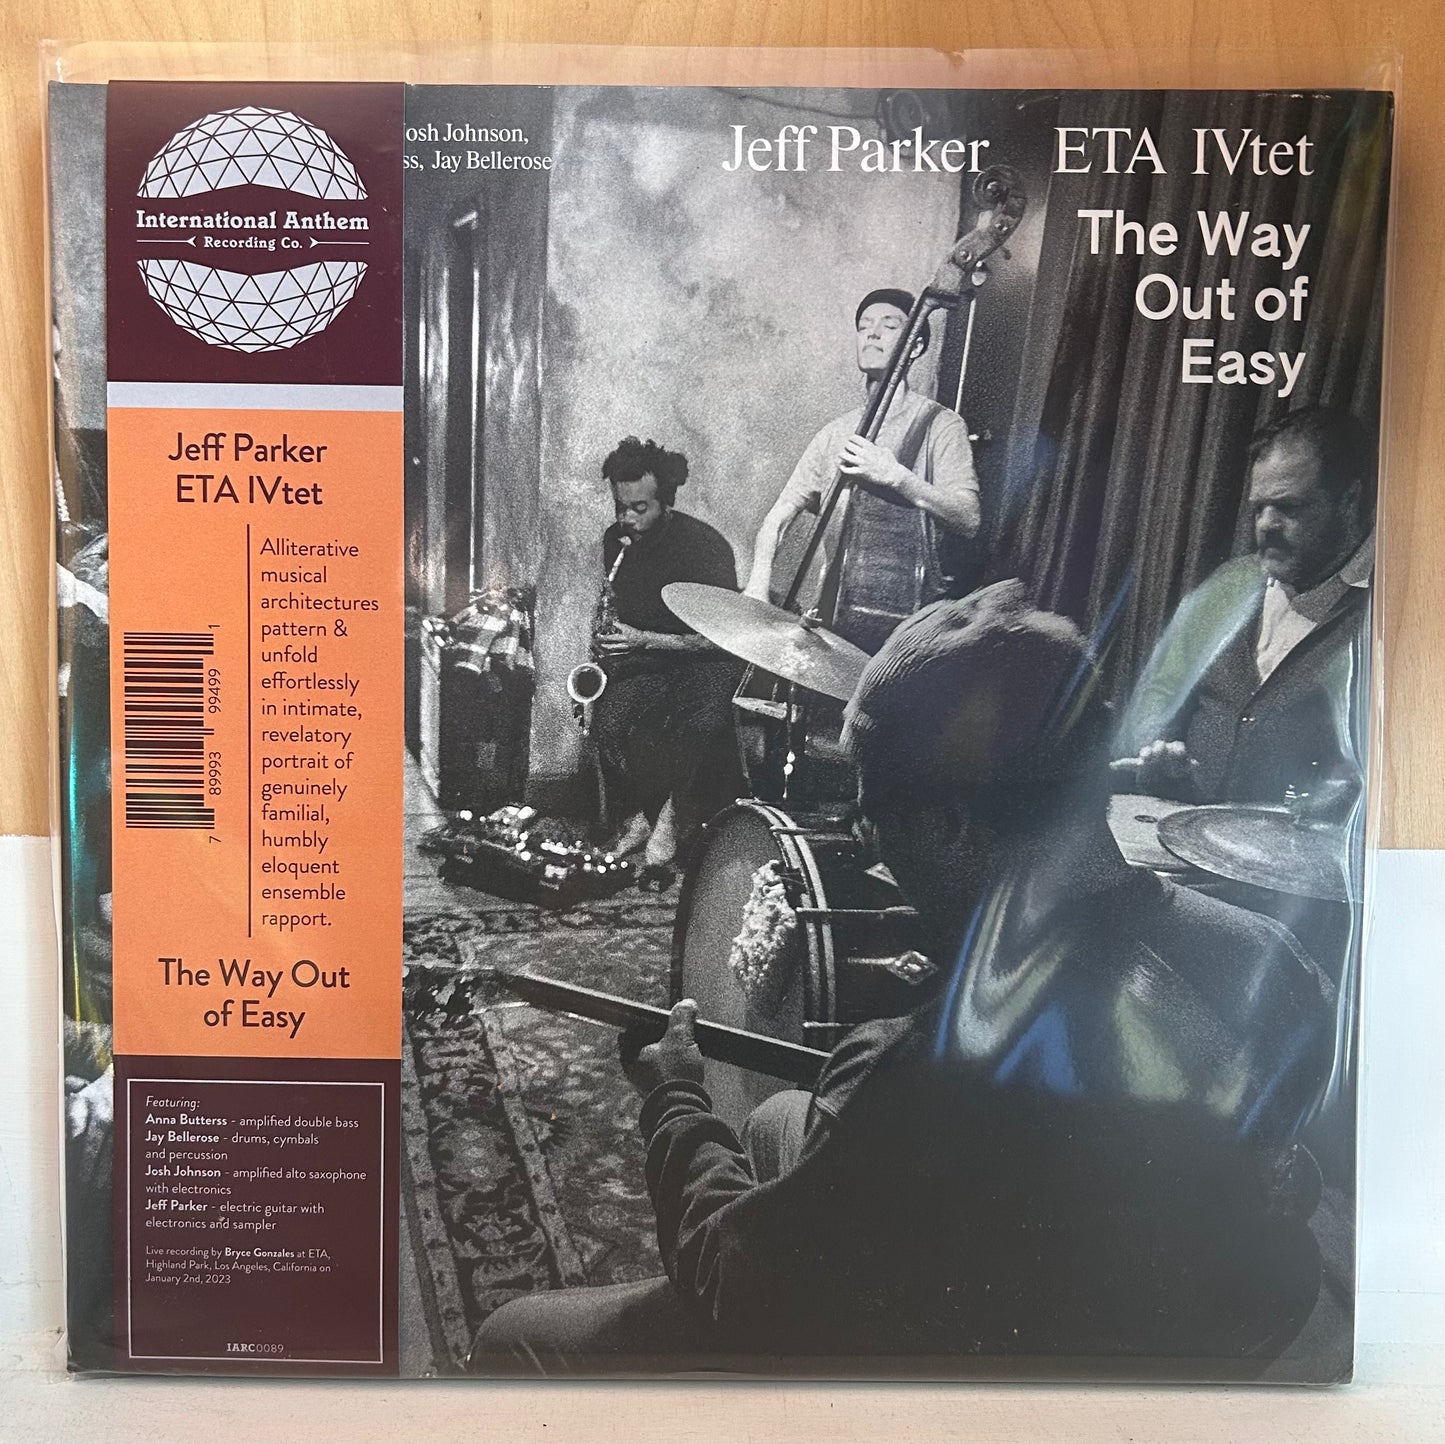 International Anthem
Recording Co.
Jeff Parker
ETA IVtet
Alliterative
musical
architectures
pattern &
unfold
effortlessly
in intimate,
revelatory
portrait of
genuinely
familial,
humbly
eloquent
ensemble
rapport.
7 89993 99499 1
The Way Out
of Easy
Featuring:
Anna Butterss - amplified double bass
Jay Bellerose - drums, cymbals
and percussion
Josh Johnson - amplified alto saxophone
with electronics
Jeff Parker - electric guitar with
electronics and sampler
Live recording by Bryce Gonzales at ETA,
Highland Park, Los Angeles, California on
January 2nd, 2023
IARC0089
osh Johnson,
ss, Jay Bellerose
Jeff Parker ETA IVtet
The Way
Out of
Easy